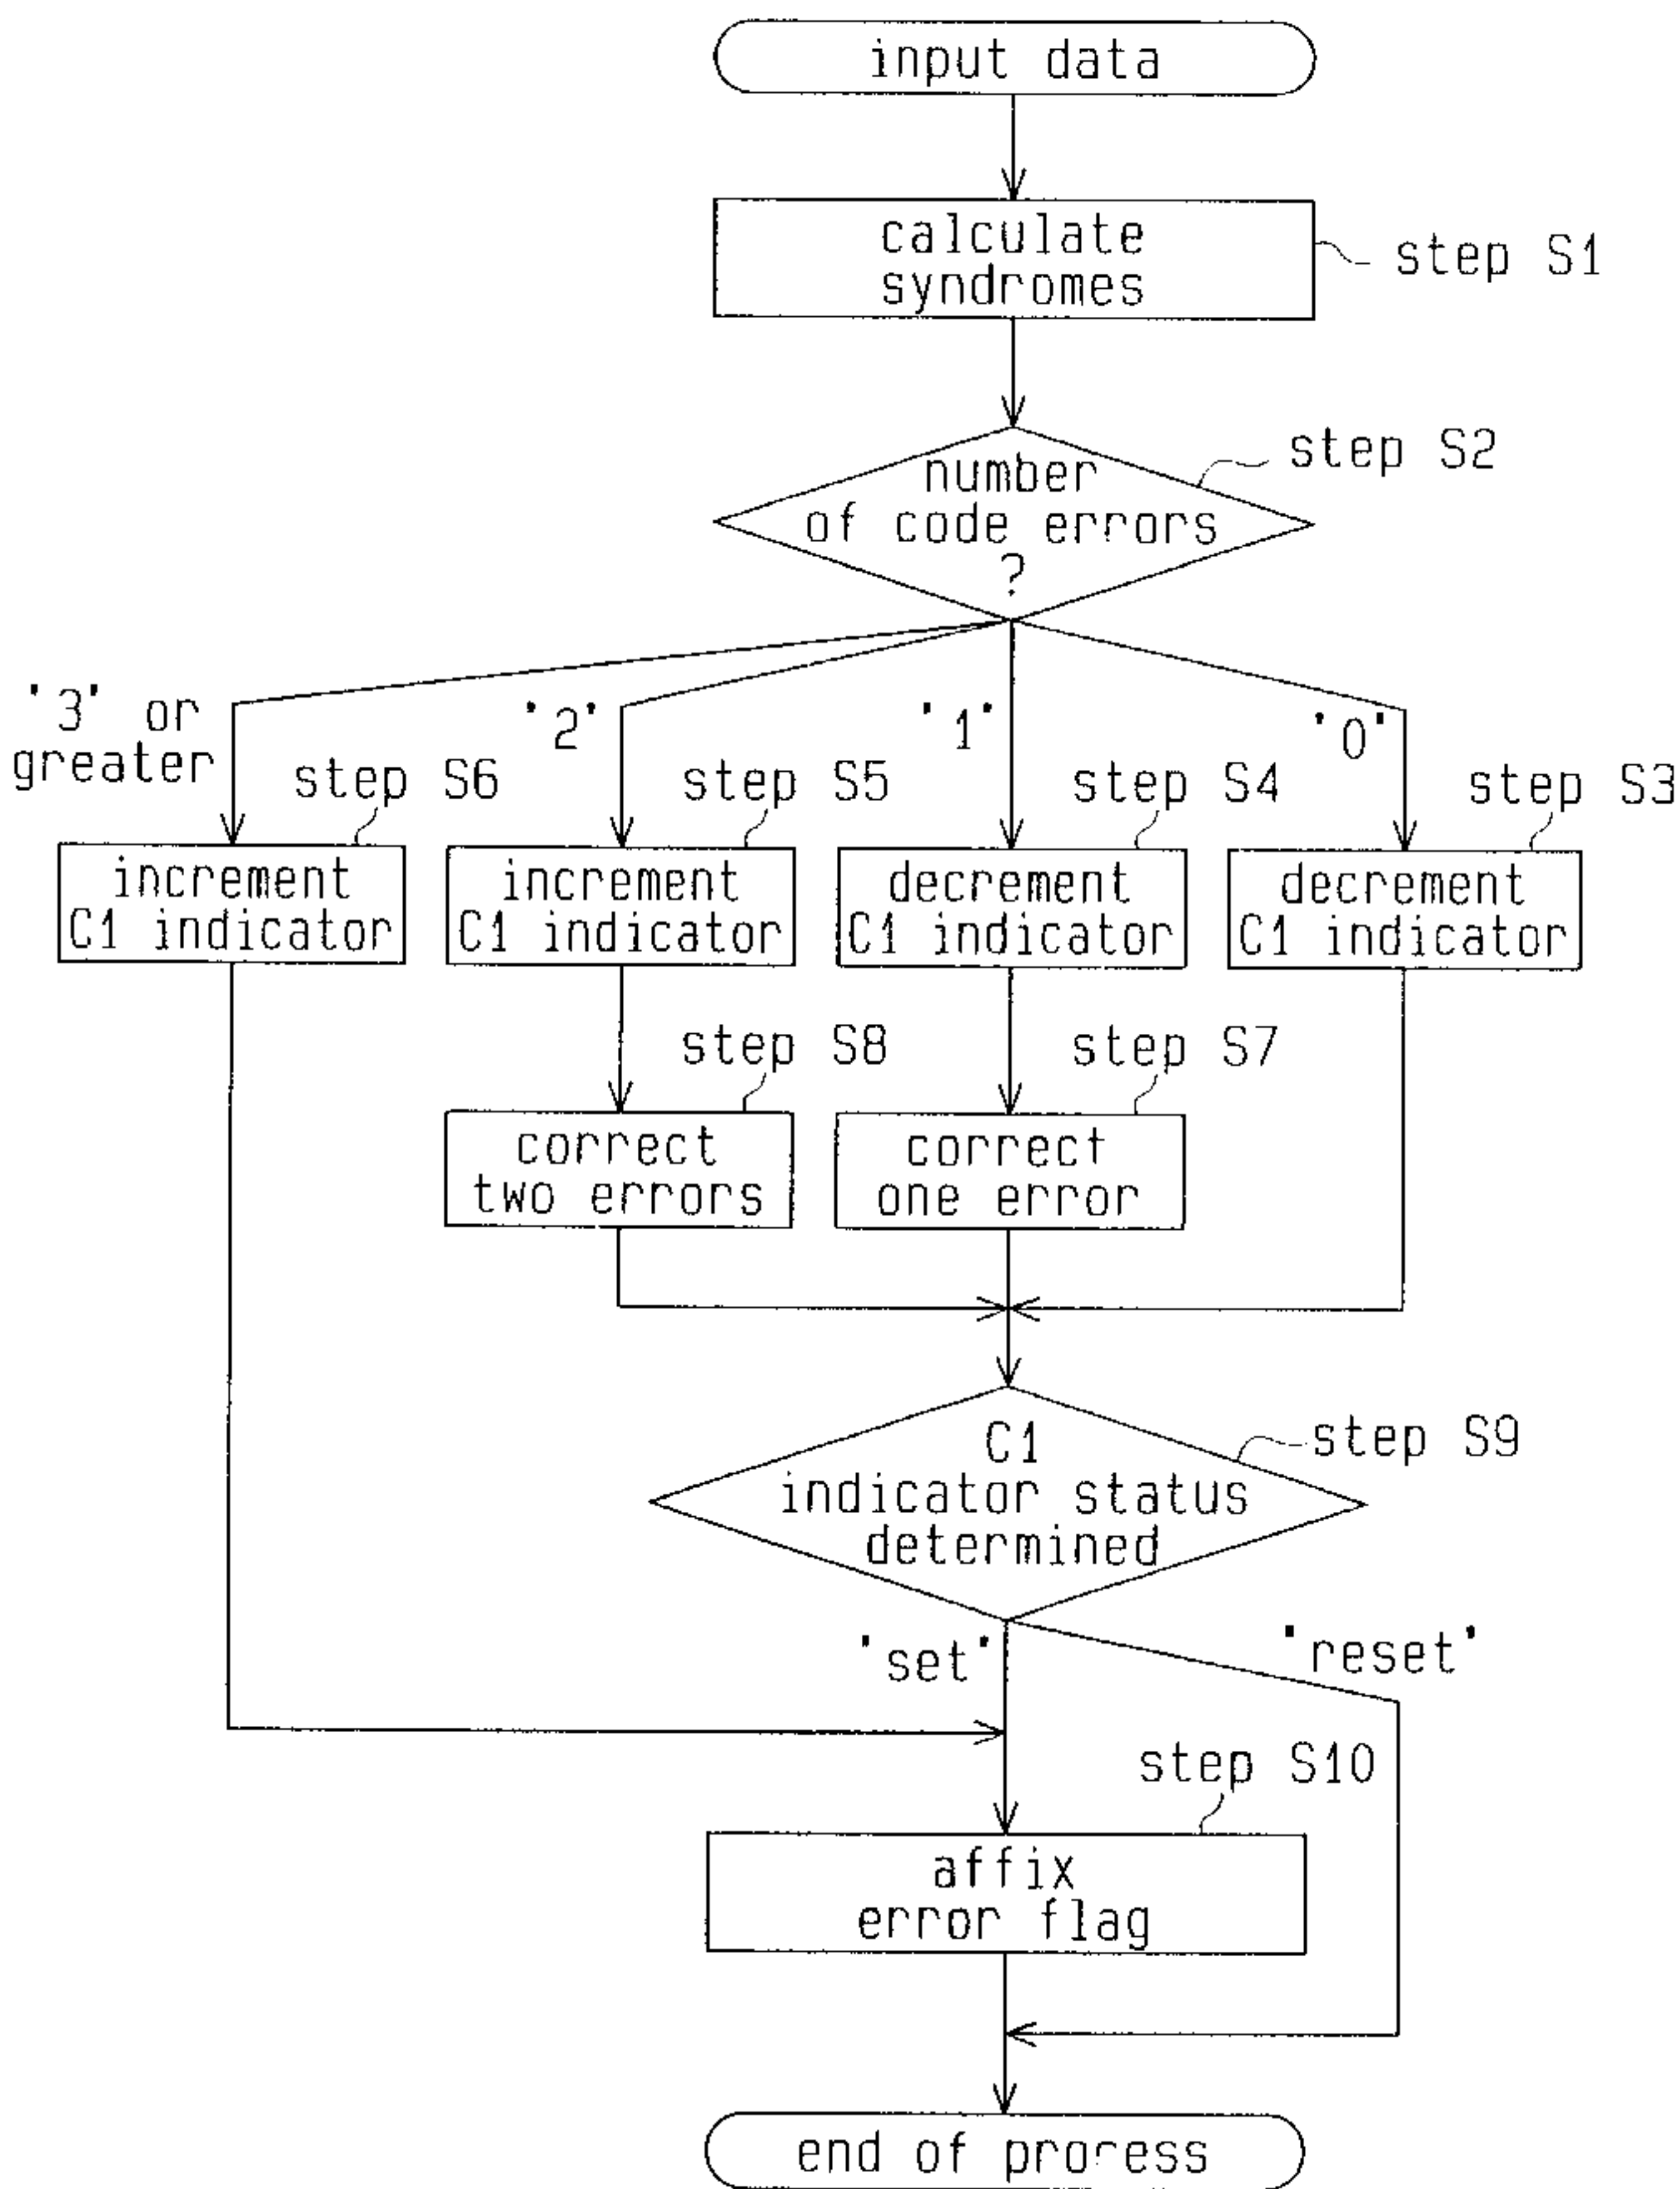 input data
calculate
syndromes
step S1
number
of code errors
?
step S2
"3" or
greater
"2"
"1"
"0"
step S6
step S5
step S4
step S3
increment
C1 indicator
increment
C1 indicator
decrement
C1 indicator
decrement
C1 indicator
step S8
step S7
correct
two errors
correct
one error
C1
indicator status
determined
step S9
"set"
"reset"
step S10
affix
error flag
end of process